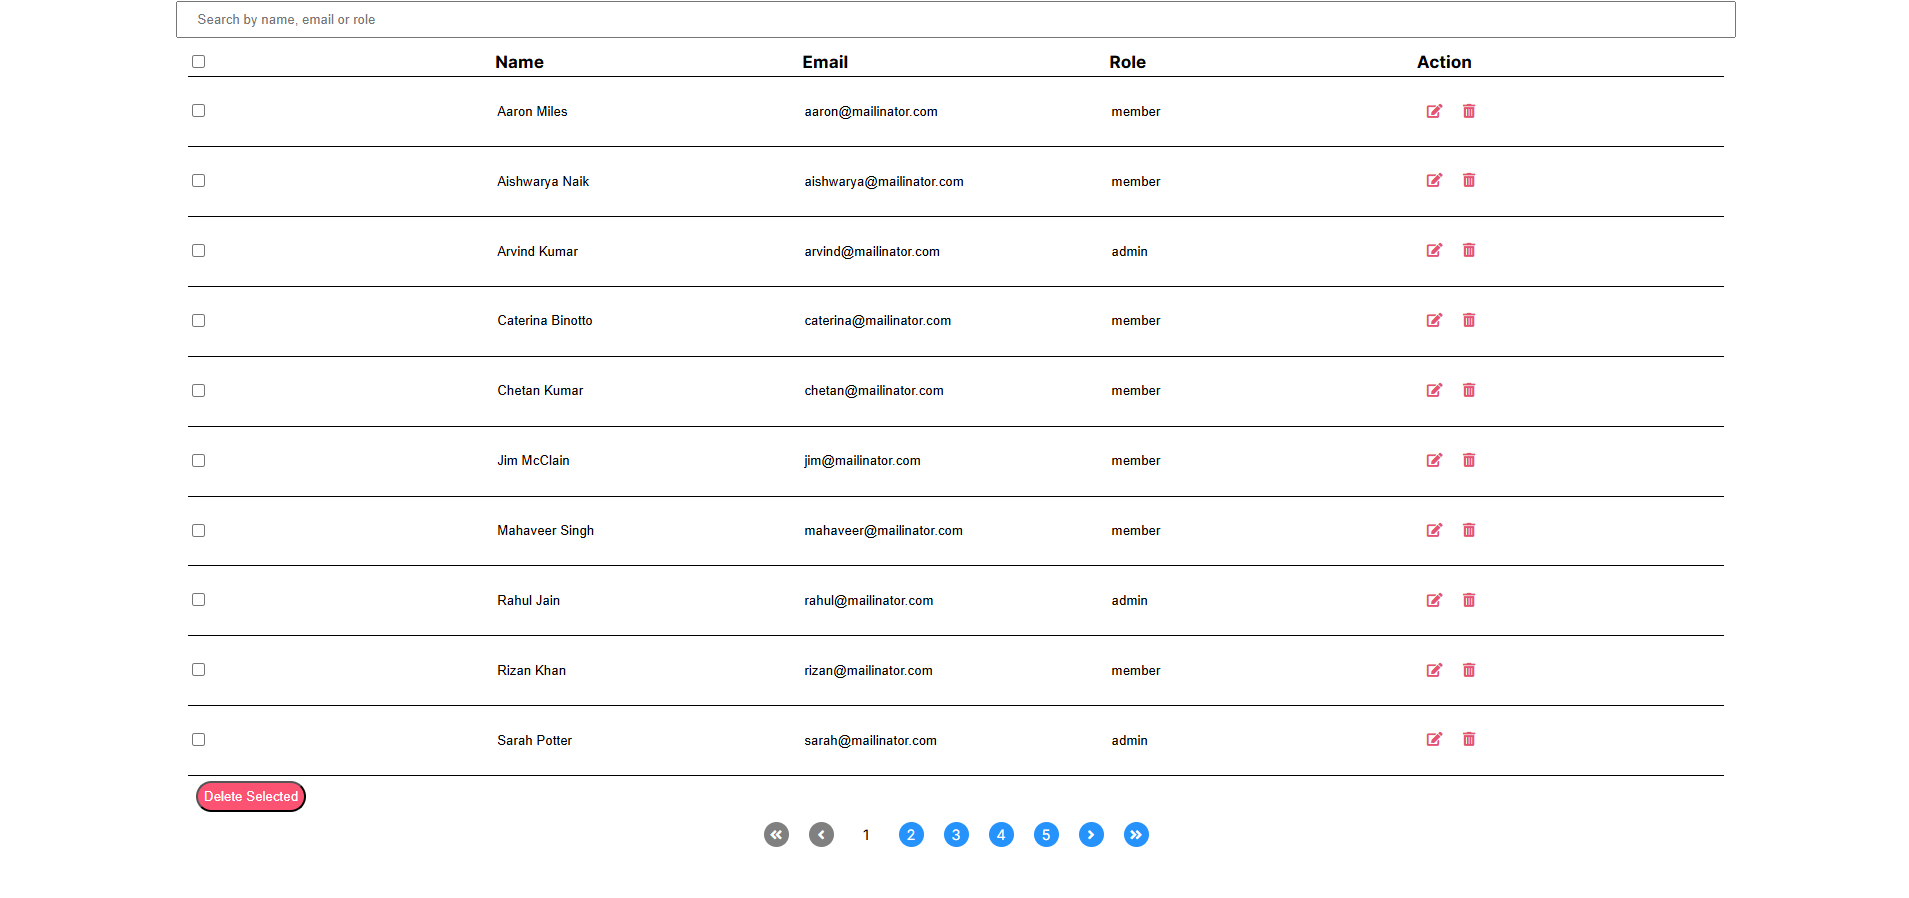 Search by name, email or role
Name Email Role Action
Aaron Miles aaron@mailinator.com member
Aishwarya Naik aishwarya@mailinator.com member
Arvind Kumar arvind@mailinator.com admin
Caterina Binotto caterina@mailinator.com member
Chetan Kumar chetan@mailinator.com member
Jim McClain jim@mailinator.com member
Mahaveer Singh mahaveer@mailinator.com member
Rahul Jain rahul@mailinator.com admin
Rizan Khan rizan@mailinator.com member
Sarah Potter sarah@mailinator.com admin
Delete Selected
1 2 3 4 5